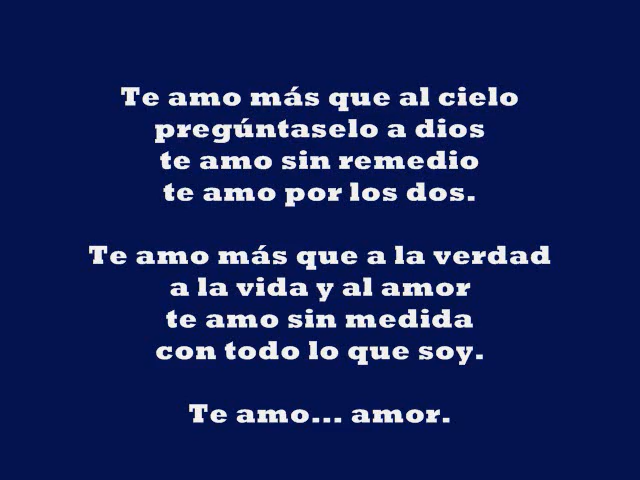 Te amo más que al cielo
pregúntaselo a dios
te amo sin remedio
te amo por los dos.
Te amo más que a la verdad
a la vida y al amor
te amo sin medida
con todo lo que soy.
Te amo... amor.